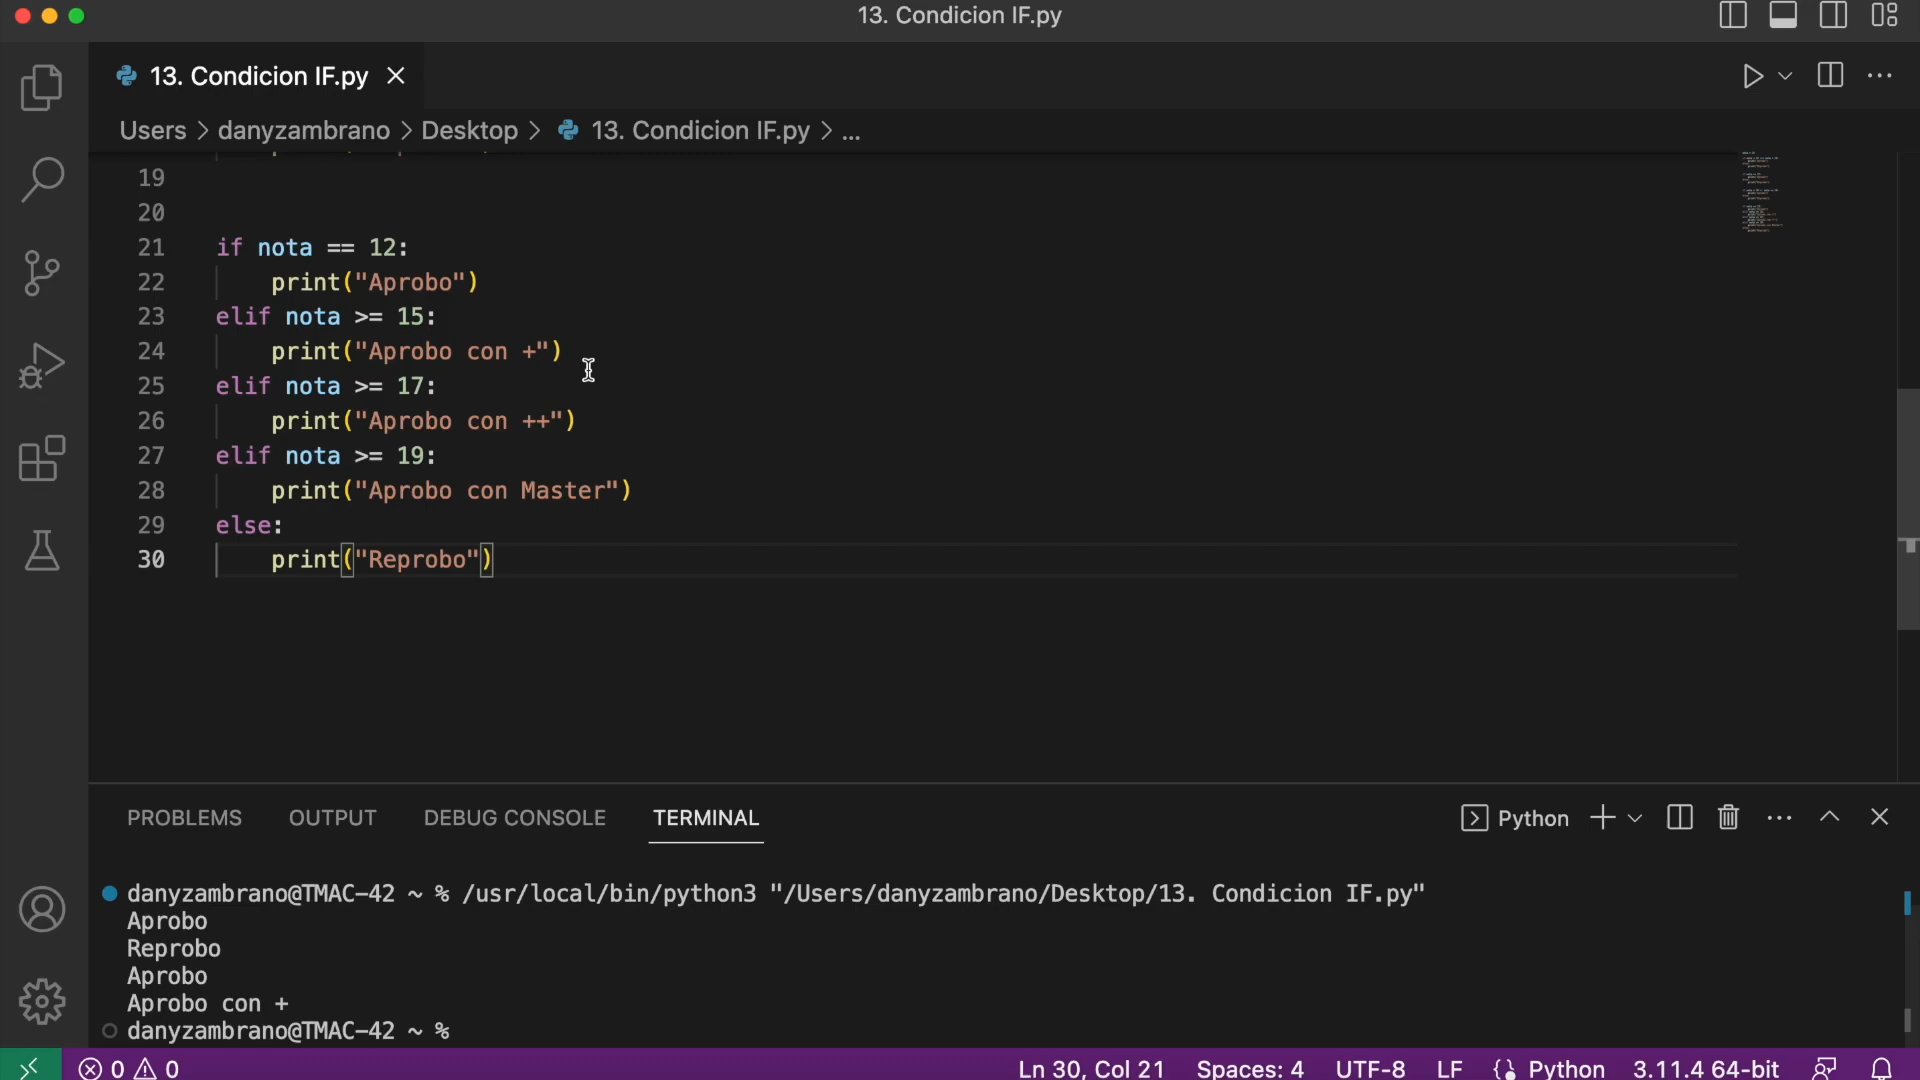 13. Condicion IF.py
13. Condicion IF.py
Users > danyzambrano > Desktop > 13. Condicion IF.py > ...
19
20
21 if nota == 12:
22 print("Aprobo")
23 elif nota >= 15:
24 print("Aprobo con +")
25 elif nota >= 17:
26 print("Aprobo con ++")
27 elif nota >= 19:
28 print("Aprobo con Master")
29 else:
30 print("Reprobo")
PROBLEMS OUTPUT DEBUG CONSOLE TERMINAL Python
danyzambrano@TMAC-42 ~ % /usr/local/bin/python3 "/Users/danyzambrano/Desktop/13. Condicion IF.py"
Aprobo
Reprobo
Aprobo
Aprobo con +
danyzambrano@TMAC-42 ~ %
0 0 Ln 30, Col 21 Spaces: 4 UTF-8 LF Python 3.11.4 64-bit